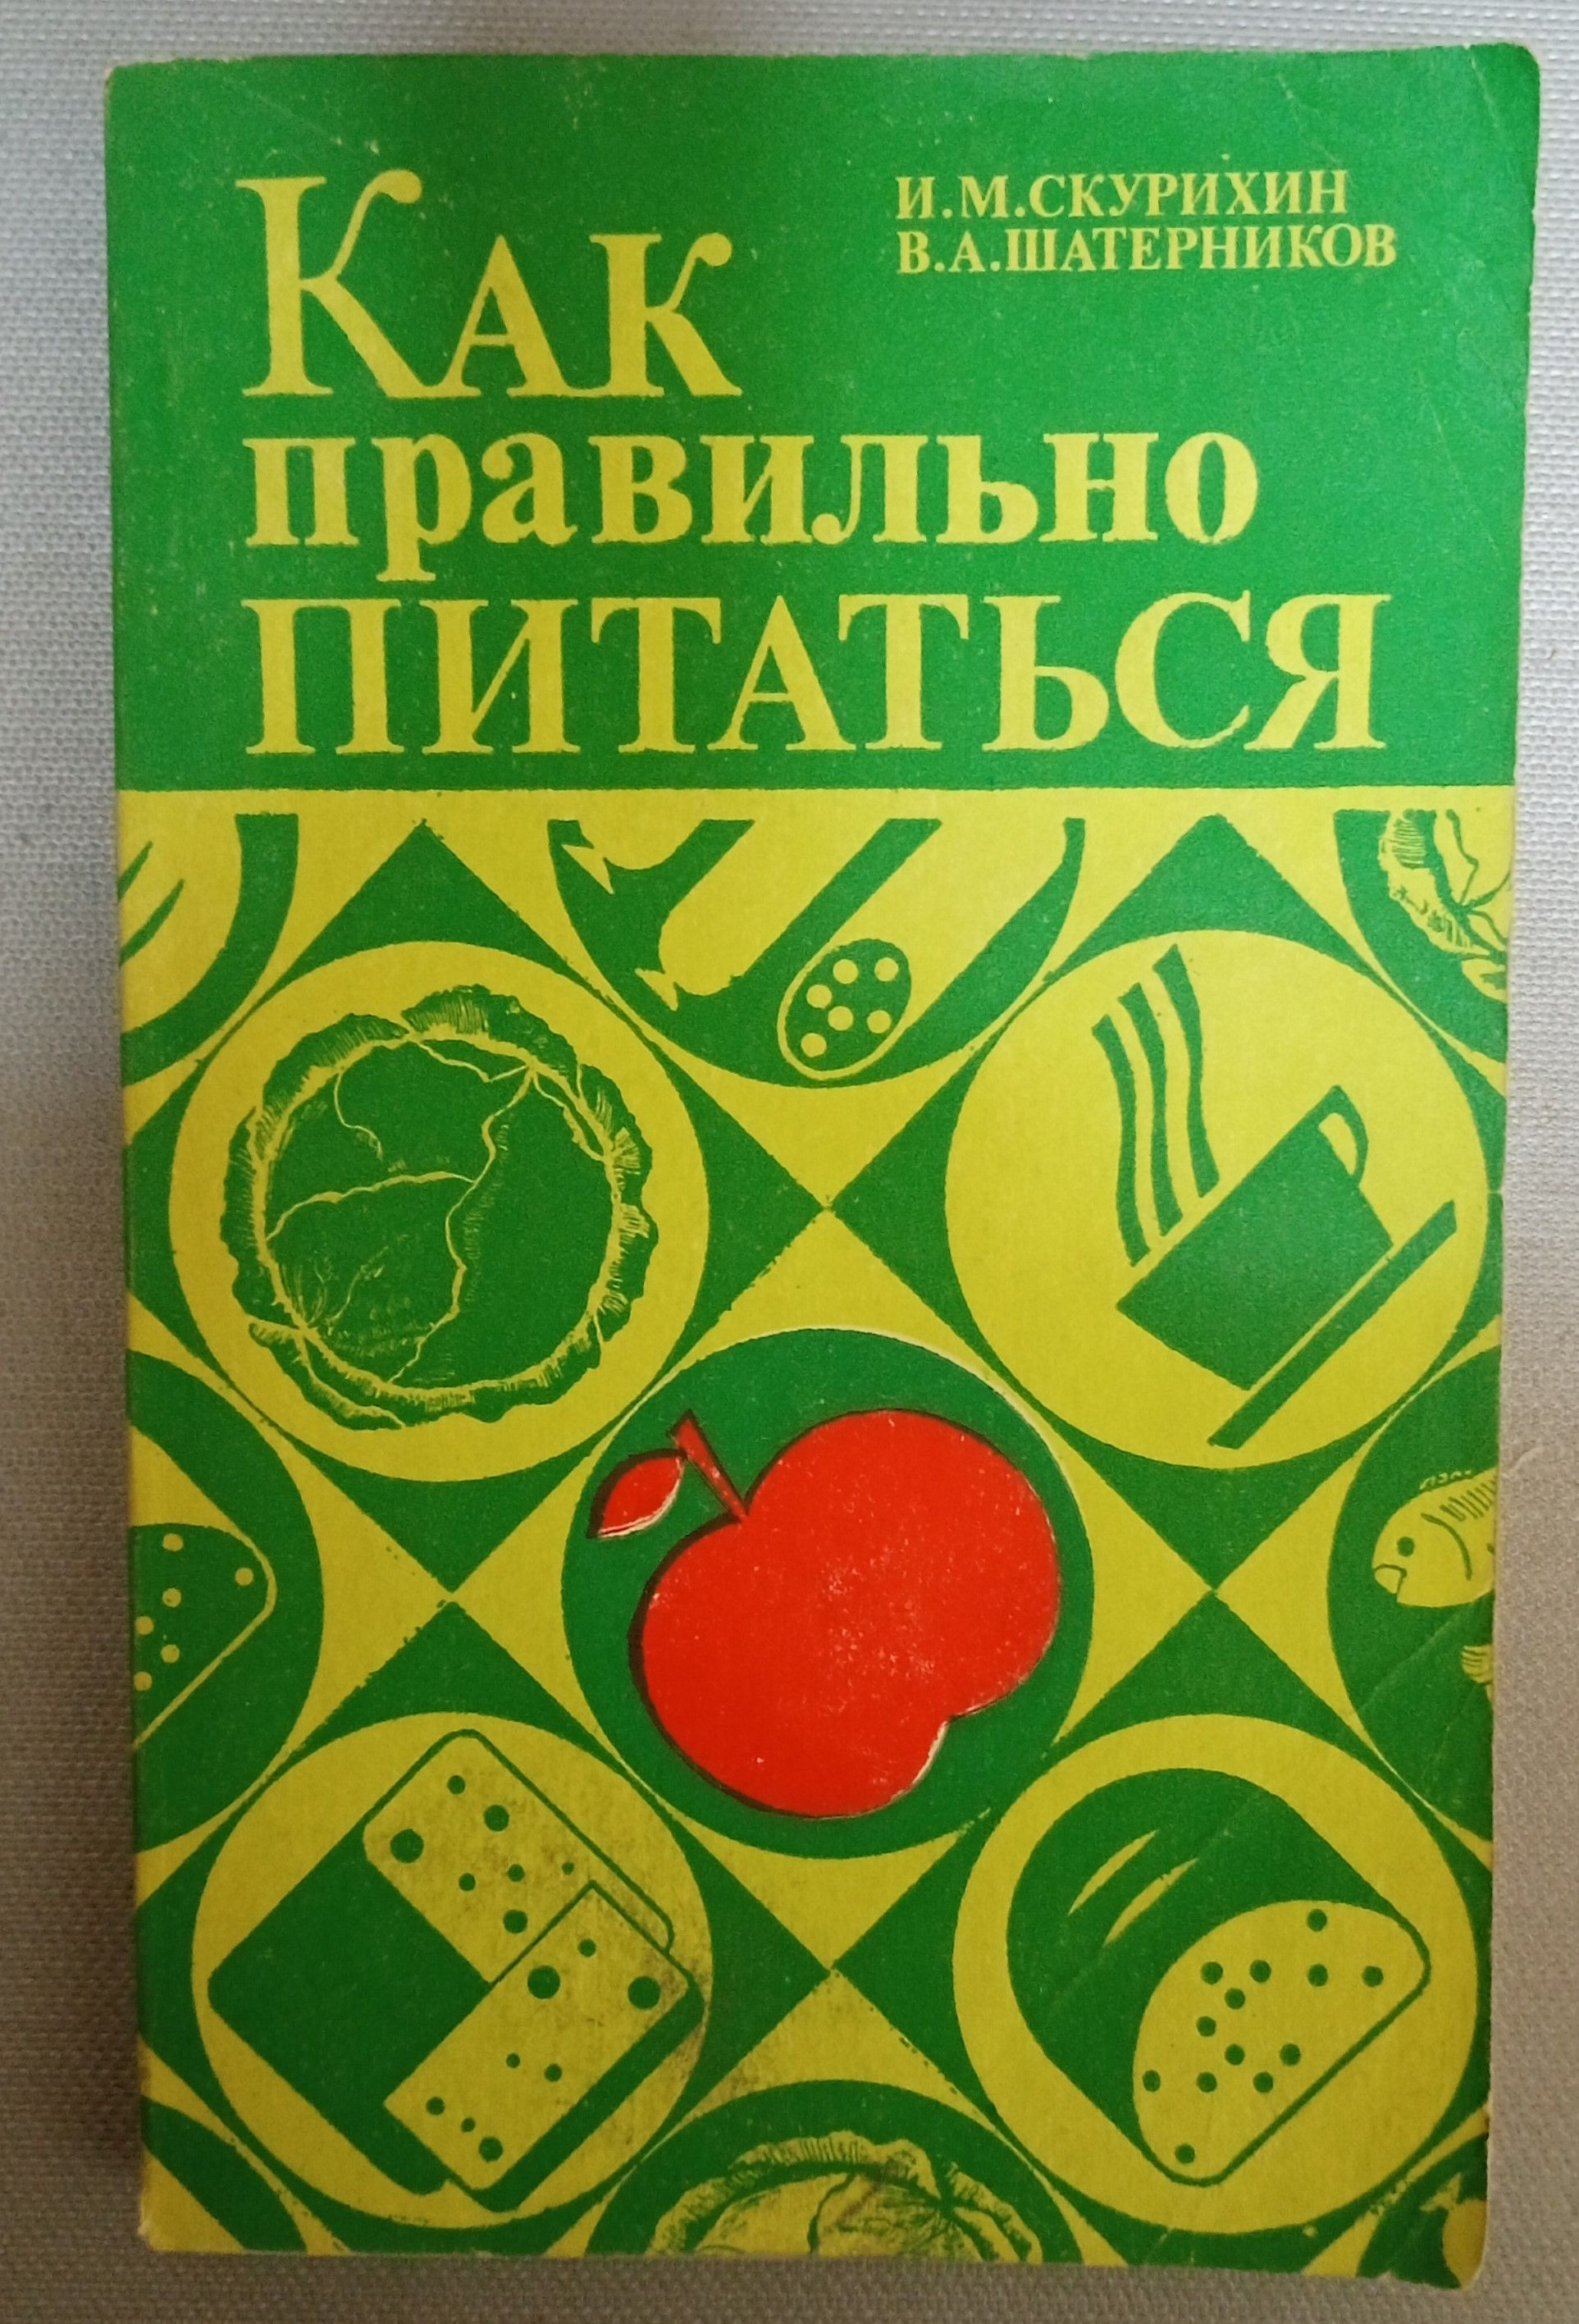 И.М.СКУРИХИН
В.А.ШАТЕРНИКОВ
КАК
правильно
ПИТАТЬСЯ